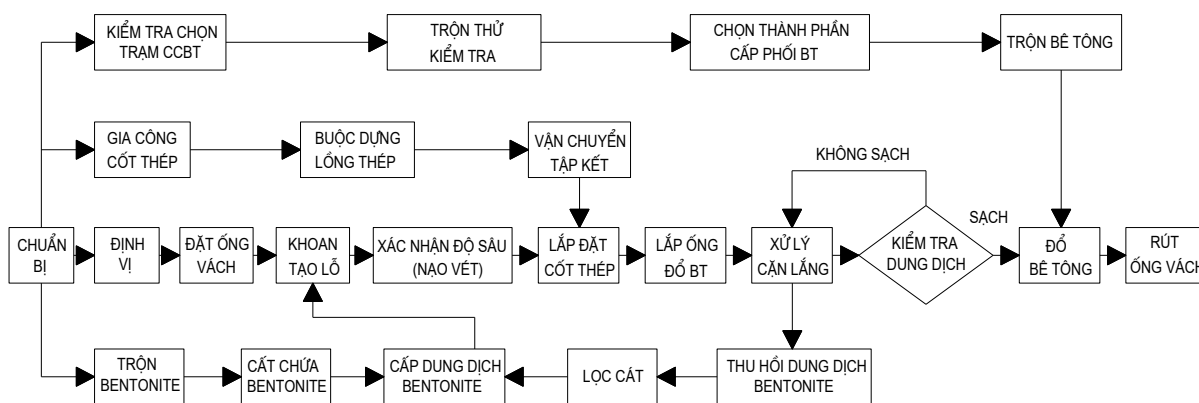 KIỂM TRA CHỌN
TRẠM CCBT
TRỘN THỬ
KIỂM TRA
CHỌN THÀNH PHẦN
CẤP PHỐI BT
TRỘN BÊ TÔNG
GIA CÔNG
CỐT THÉP
BUỘC DỰNG
LỒNG THÉP
VẬN CHUYỂN
TẬP KẾT
KHÔNG SẠCH
SẠCH
CHUẨN
BỊ
ĐỊNH
VỊ
ĐẶT ỐNG
VÁCH
KHOAN
TẠO LỖ
XÁC NHẬN ĐỘ SÂU
(NẠO VÉT)
LẮP ĐẶT
CỐT THÉP
LẮP ỐNG
ĐỔ BT
XỬ LÝ
CẶN LẮNG
KIỂM TRA
DUNG DỊCH
ĐỔ
BÊ TÔNG
RÚT
ỐNG VÁCH
TRỘN
BENTONITE
CẤT CHỨA
BENTONITE
CẤP DUNG DỊCH
BENTONITE
LỌC CÁT
THU HỒI DUNG DỊCH
BENTONITE